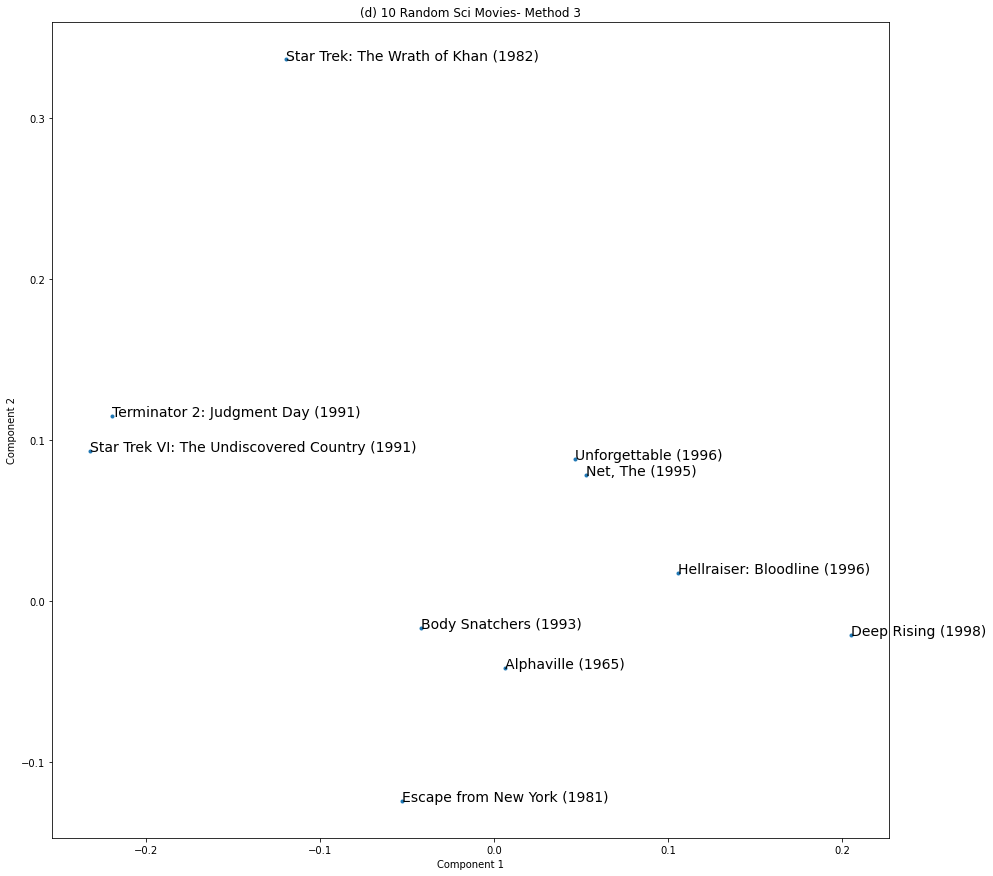 (d) 10 Random Sci Movies- Method 3
Star Trek: The Wrath of Khan (1982)
0.3
0.2
Terminator 2: Judgment Day (1991)
0.1
Star Trek VI: The Undiscovered Country (1991)
Unforgettable (1996)
Net, The (1995)
Component 2
Hellraiser: Bloodline (1996)
0.0
Body Snatchers (1993)
Deep Rising (1998)
Alphaville (1965)
−0.1
Escape from New York (1981)
−0.2 −0.1 0.0 0.1 0.2
Component 1